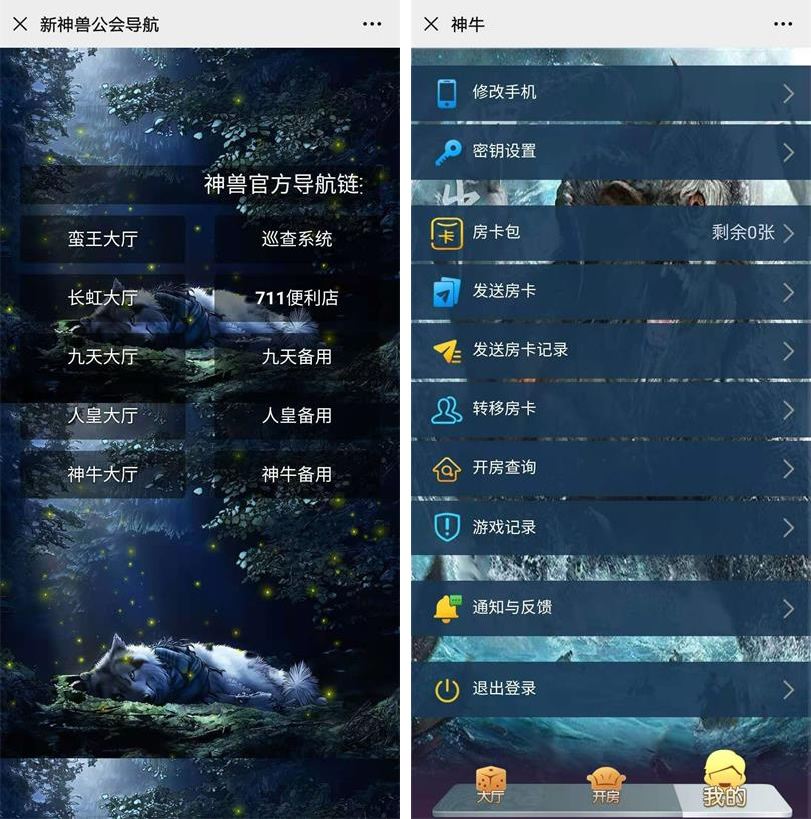 新神兽公会导航
神兽官方导航链:
蛮王大厅 巡查系统
长虹大厅 711便利店
九天大厅 九天备用
人皇大厅 人皇备用
神牛大厅 神牛备用
神牛
修改手机
密钥设置
卡 房卡包 剩余0张
发送房卡
发送房卡记录
转移房卡
开房查询
游戏记录
通知与反馈
退出登录
大厅 开房 我的